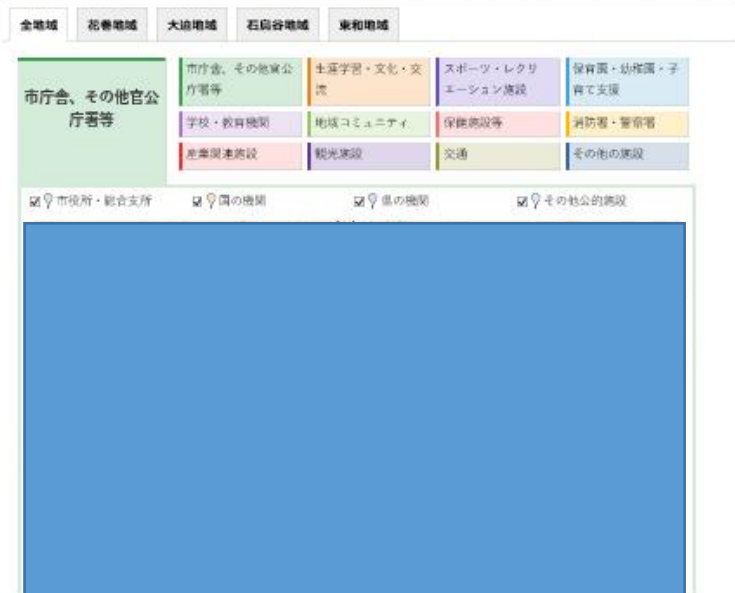 全地域 花巻地域 大迫地域 石鳥谷地域 東和地域
市庁舎、その他官公
庁署等
市庁舎、その他官公
庁署等
生涯学習・文化・交
流
スポーツ・レクリ
エーション施設
保育園・幼稚園・子
育て支援
学校・教育機関
地域コミュニティ
保健施設等
消防署・警察署
産業関連施設
観光施設
交通
その他の施設
市役所・総合支所 国の機関 県の機関 その他公的施設